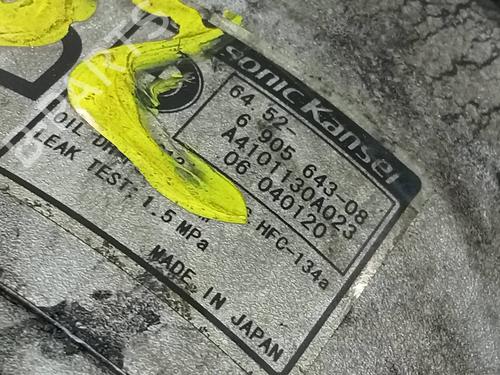 sonic Kansei
64 52-
6 905 643-08
A4101130A023
06 040120
OIL
HFC-134a
LEAK TEST: 1.5 MPa
MADE IN JAPAN